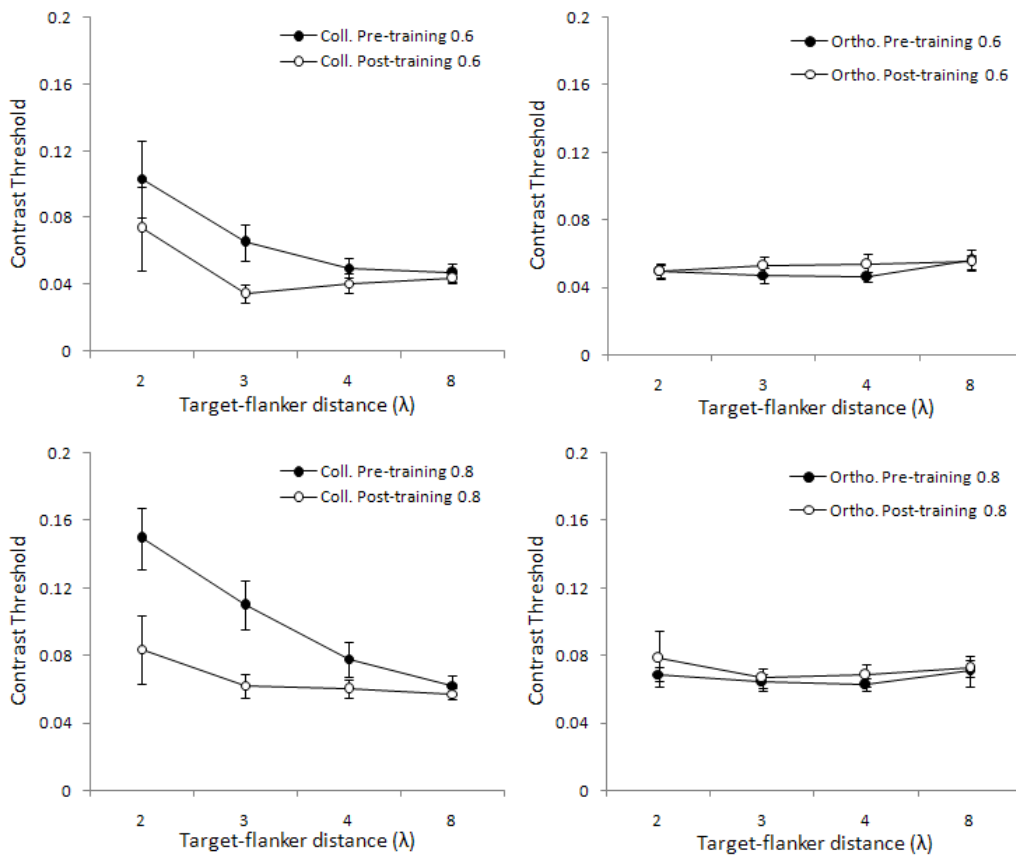 0.2
Coll. Pre-training 0.6
Coll. Post-training 0.6
0.16
0.12
0.08
0.04
0
Contrast Threshold
2 3 4 8
Target-flanker distance (λ)
0.2
Ortho. Pre-training 0.6
Ortho. Post-training 0.6
0.16
0.12
0.08
0.04
0
Contrast Threshold
2 3 4 8
Target-flanker distance (λ)
0.2
Coll. Pre-training 0.8
Coll. Post-training 0.8
0.16
0.12
0.08
0.04
0
Contrast Threshold
2 3 4 8
Target-flanker distance (λ)
0.2
Ortho. Pre-training 0.8
Ortho. Post-training 0.8
0.16
0.12
0.08
0.04
0
Contrast Threshold
2 3 4 8
Target-flanker distance (λ)